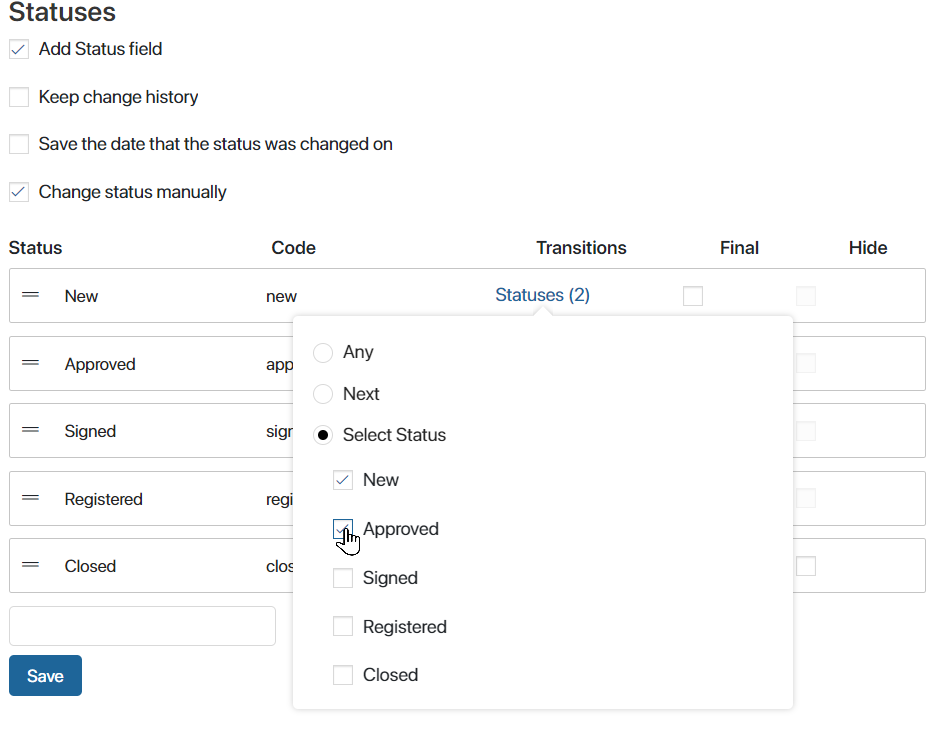 Statuses
Add Status field
Keep change history
Save the date that the status was changed on
Change status manually
Status Code Transitions Final Hide
New new Statuses (2)
Any
Approved app
Next
Signed sigr
Select Status
New
Registered regi
Approved
Closed clos
Signed
Registered
Save
Closed